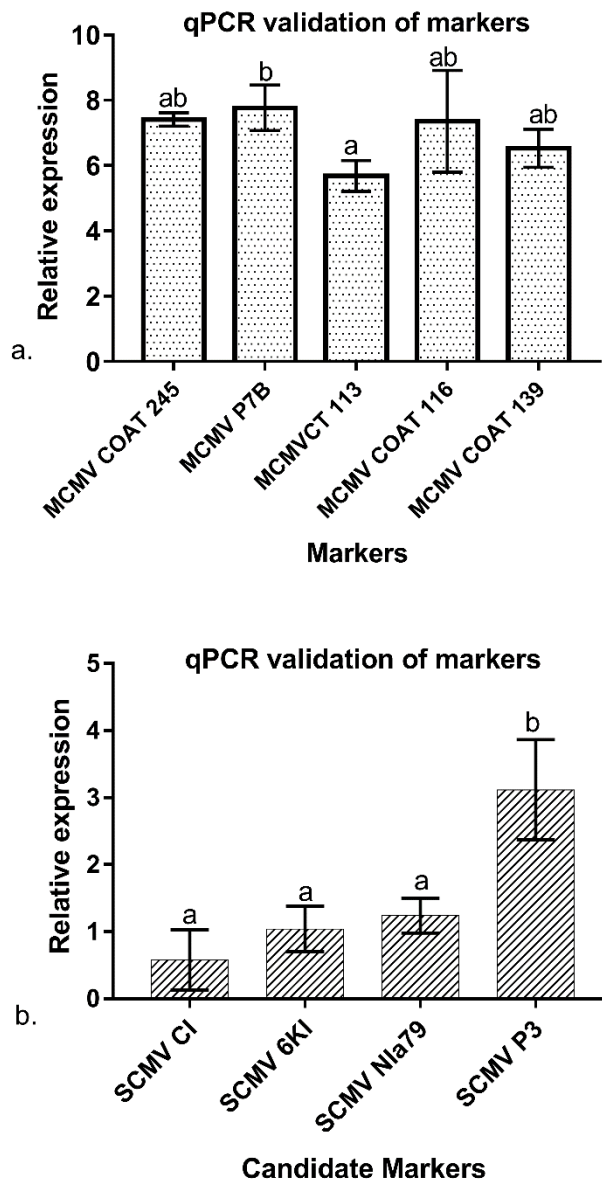 qPCR validation of markers
Relative expression
10
8
6
4
2
0
ab
b
a
ab
ab
a.
MCMV COAT 245
MCMV P7B
MCMVCT 113
MCMV COAT 116
MCMV COAT 139
Markers
qPCR validation of markers
Relative expression
5
4
3
2
1
0
a
a
a
b
b.
SCMV CI
SCMV 6KI
SCMV NIa79
SCMV P3
Candidate Markers